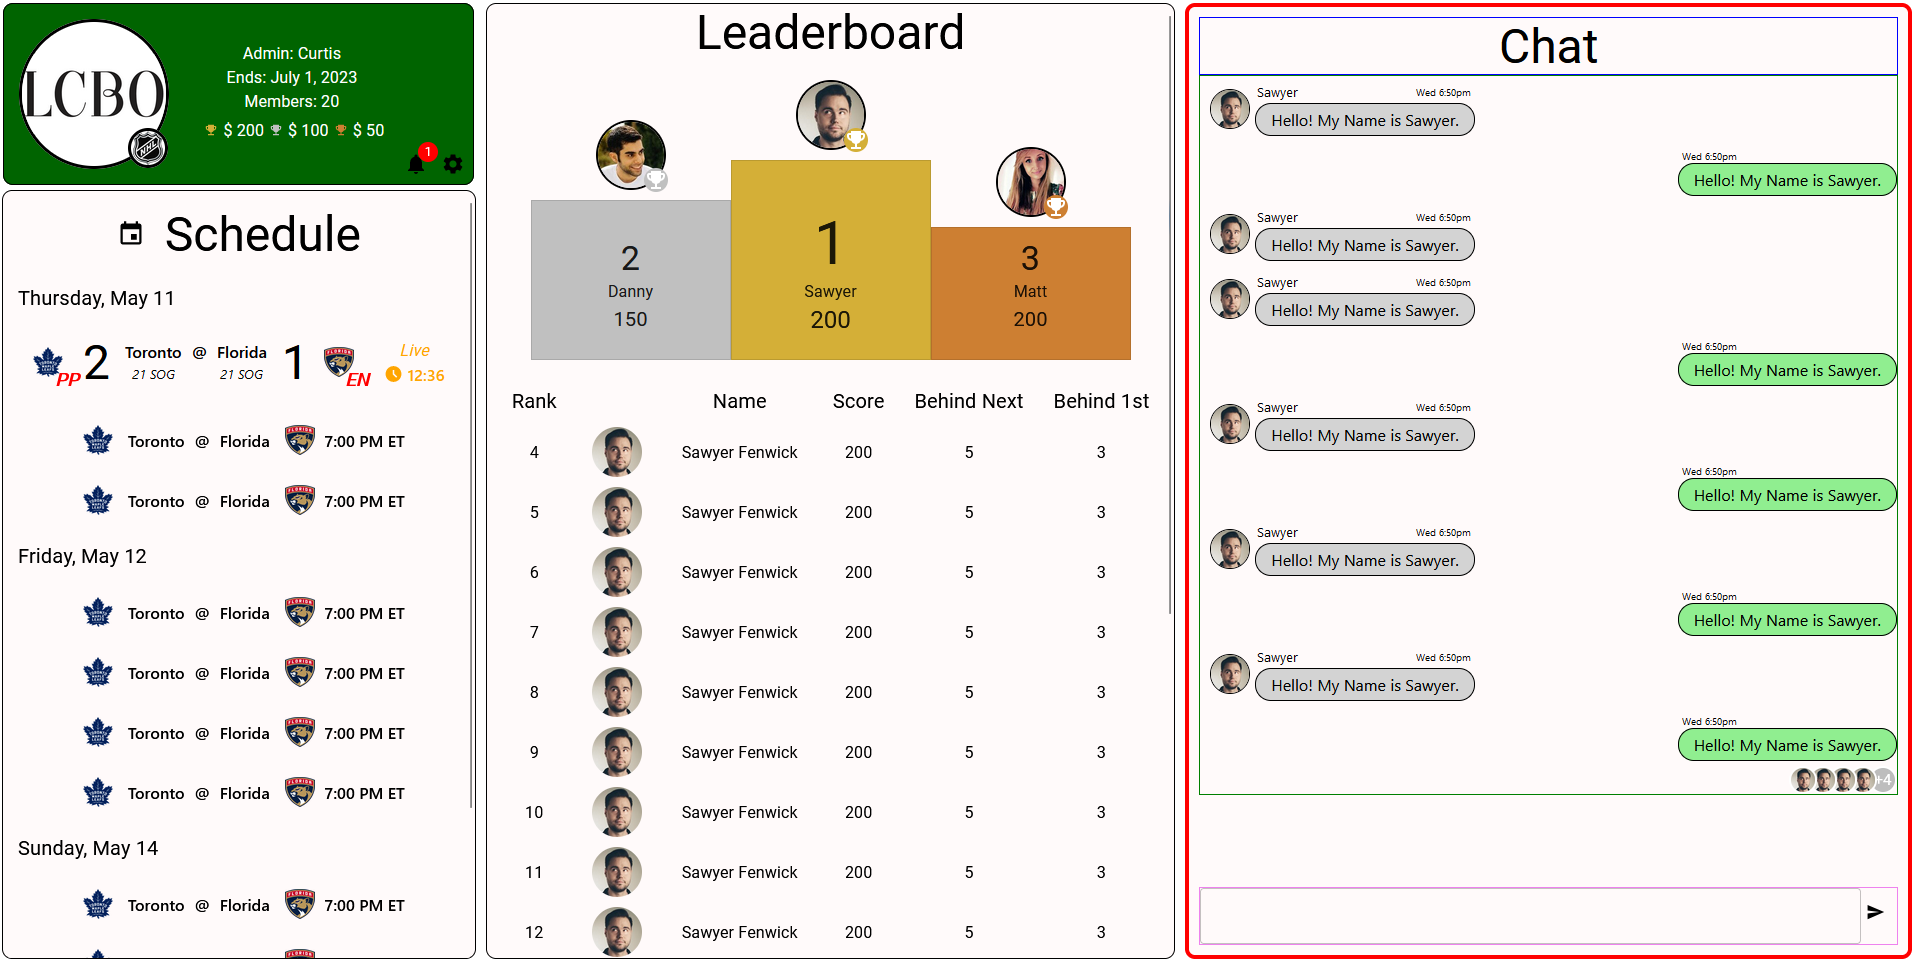 LCBO
NHL
Admin: Curtis
Ends: July 1, 2023
Members: 20
$ 200 $ 100 $ 50
1
Schedule
Thursday, May 11
PP 2 Toronto @ Florida 1 EN Live
21 SOG 21 SOG 12:36
Toronto @ Florida 7:00 PM ET
Toronto @ Florida 7:00 PM ET
Friday, May 12
Toronto @ Florida 7:00 PM ET
Toronto @ Florida 7:00 PM ET
Toronto @ Florida 7:00 PM ET
Toronto @ Florida 7:00 PM ET
Sunday, May 14
Toronto @ Florida 7:00 PM ET
Leaderboard
2
Danny
150
1
Sawyer
200
3
Matt
200
Rank Name Score Behind Next Behind 1st
4 Sawyer Fenwick 200 5 3
5 Sawyer Fenwick 200 5 3
6 Sawyer Fenwick 200 5 3
7 Sawyer Fenwick 200 5 3
8 Sawyer Fenwick 200 5 3
9 Sawyer Fenwick 200 5 3
10 Sawyer Fenwick 200 5 3
11 Sawyer Fenwick 200 5 3
12 Sawyer Fenwick 200 5 3
Chat
Sawyer Wed 6:50pm
Hello! My Name is Sawyer.
Wed 6:50pm
Hello! My Name is Sawyer.
Sawyer Wed 6:50pm
Hello! My Name is Sawyer.
Sawyer Wed 6:50pm
Hello! My Name is Sawyer.
Wed 6:50pm
Hello! My Name is Sawyer.
Sawyer Wed 6:50pm
Hello! My Name is Sawyer.
Wed 6:50pm
Hello! My Name is Sawyer.
Sawyer Wed 6:50pm
Hello! My Name is Sawyer.
Wed 6:50pm
Hello! My Name is Sawyer.
Sawyer Wed 6:50pm
Hello! My Name is Sawyer.
Wed 6:50pm
Hello! My Name is Sawyer.
+4